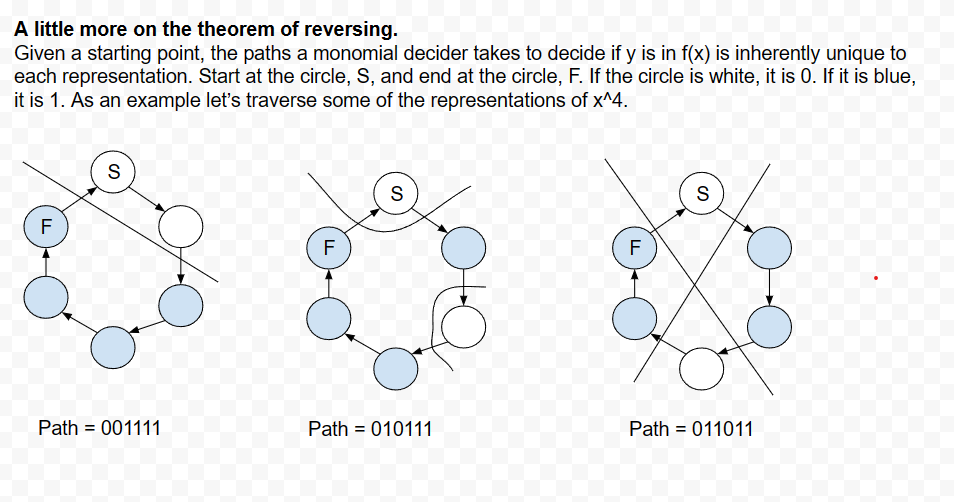 A little more on the theorem of reversing.
Given a starting point, the paths a monomial decider takes to decide if y is in f(x) is inherently unique to
each representation. Start at the circle, S, and end at the circle, F. If the circle is white, it is 0. If it is blue,
it is 1. As an example let's traverse some of the representations of x^4.
S
F
S
F
S
F
Path = 001111
Path = 010111
Path = 011011